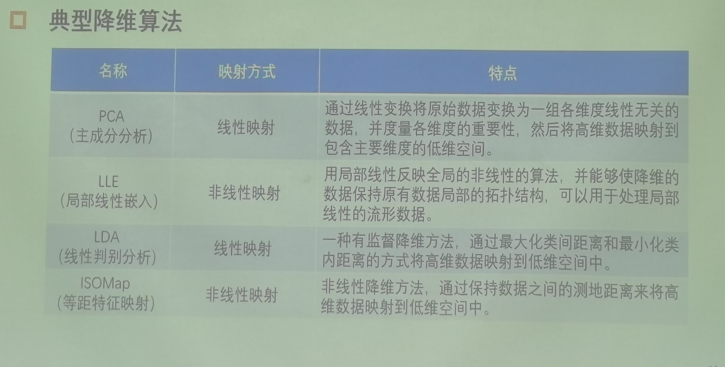 典型降维算法
名称 映射方式 特点
PCA
（主成分分析）
线性映射
通过线性变换将原始数据变换为一组各维度线性无关的
数据，并度量各维度的重要性，然后将高维数据映射到
包含主要维度的低维空间。
LLE
（局部线性嵌入）
非线性映射
用局部线性反映全局的非线性的算法，并能够使降维的
数据保持原有数据局部的拓扑结构，可以用于处理局部
线性的流形数据。
LDA
（线性判别分析）
线性映射
一种有监督降维方法，通过最大化类间距离和最小化类
内距离的方式将高维数据映射到低维空间中。
ISOMap
（等距特征映射）
非线性映射
非线性降维方法，通过保持数据之间的测地距离来将高
维数据映射到低维空间中。